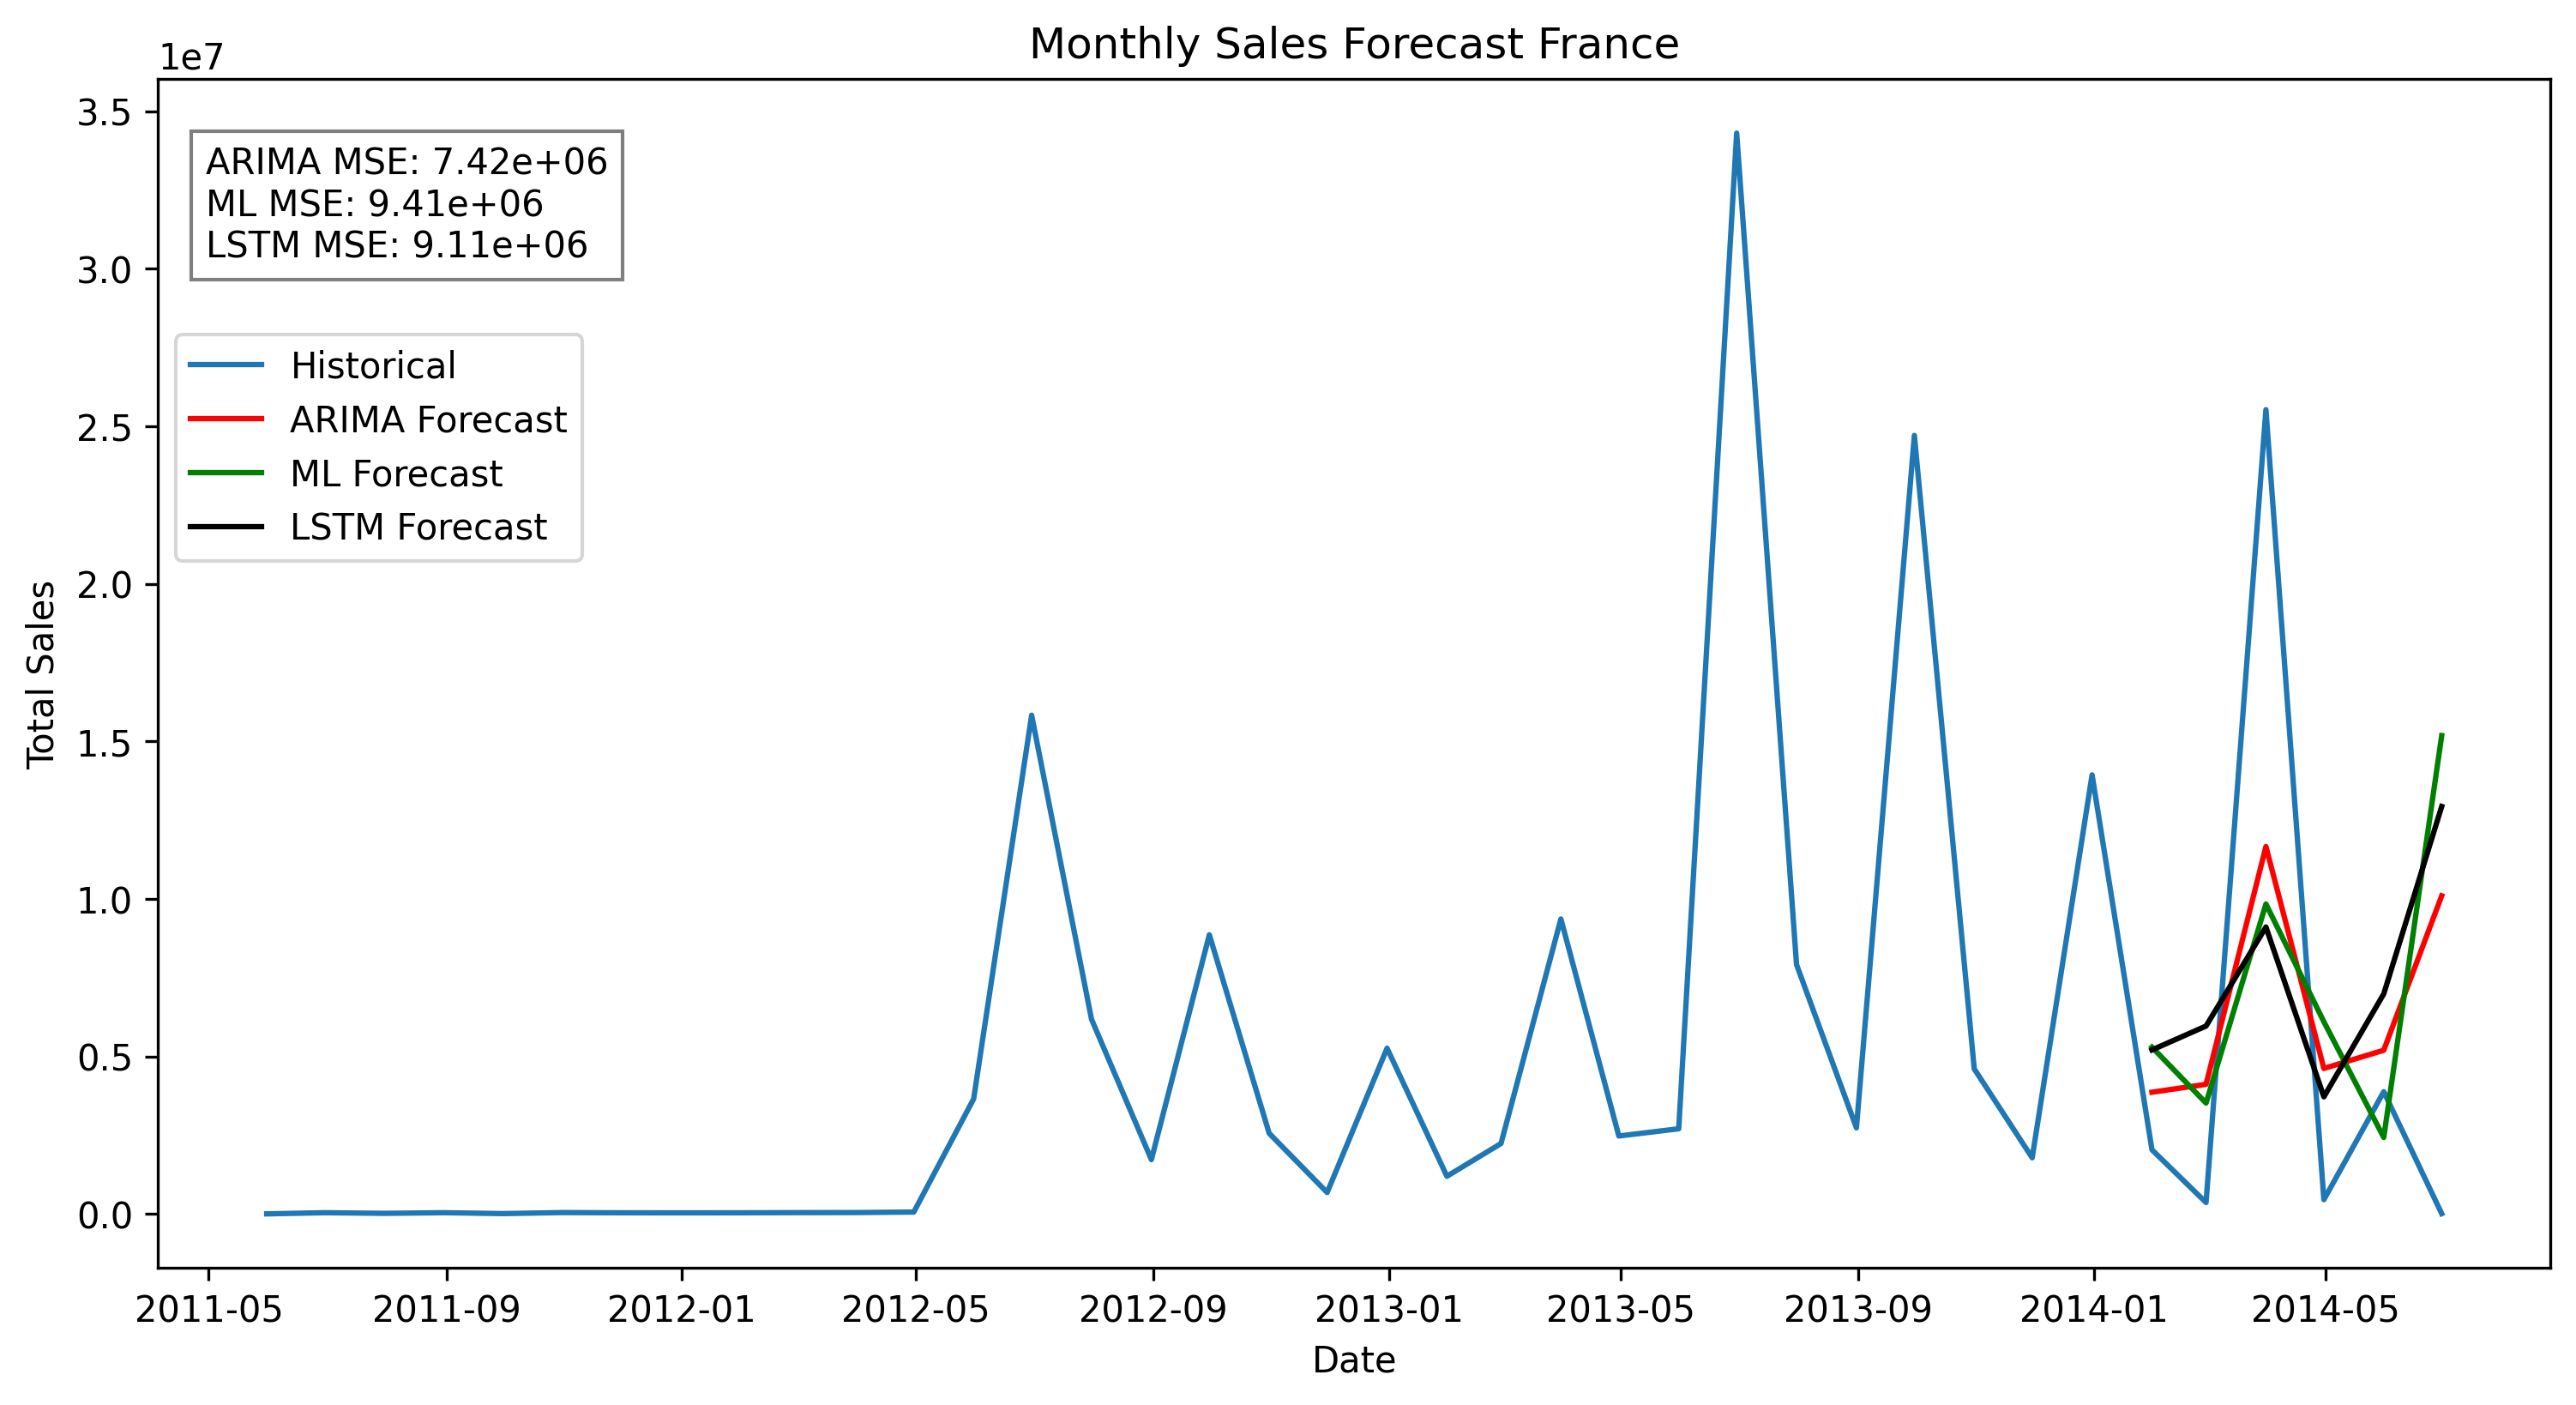 Monthly Sales Forecast France
1e7
3.5
3.0
2.5
2.0
1.5
1.0
0.5
0.0
Total Sales
ARIMA MSE: 7.42e+06
ML MSE: 9.41e+06
LSTM MSE: 9.11e+06
Historical
ARIMA Forecast
ML Forecast
LSTM Forecast
2011-05 2011-09 2012-01 2012-05 2012-09 2013-01 2013-05 2013-09 2014-01 2014-05
Date